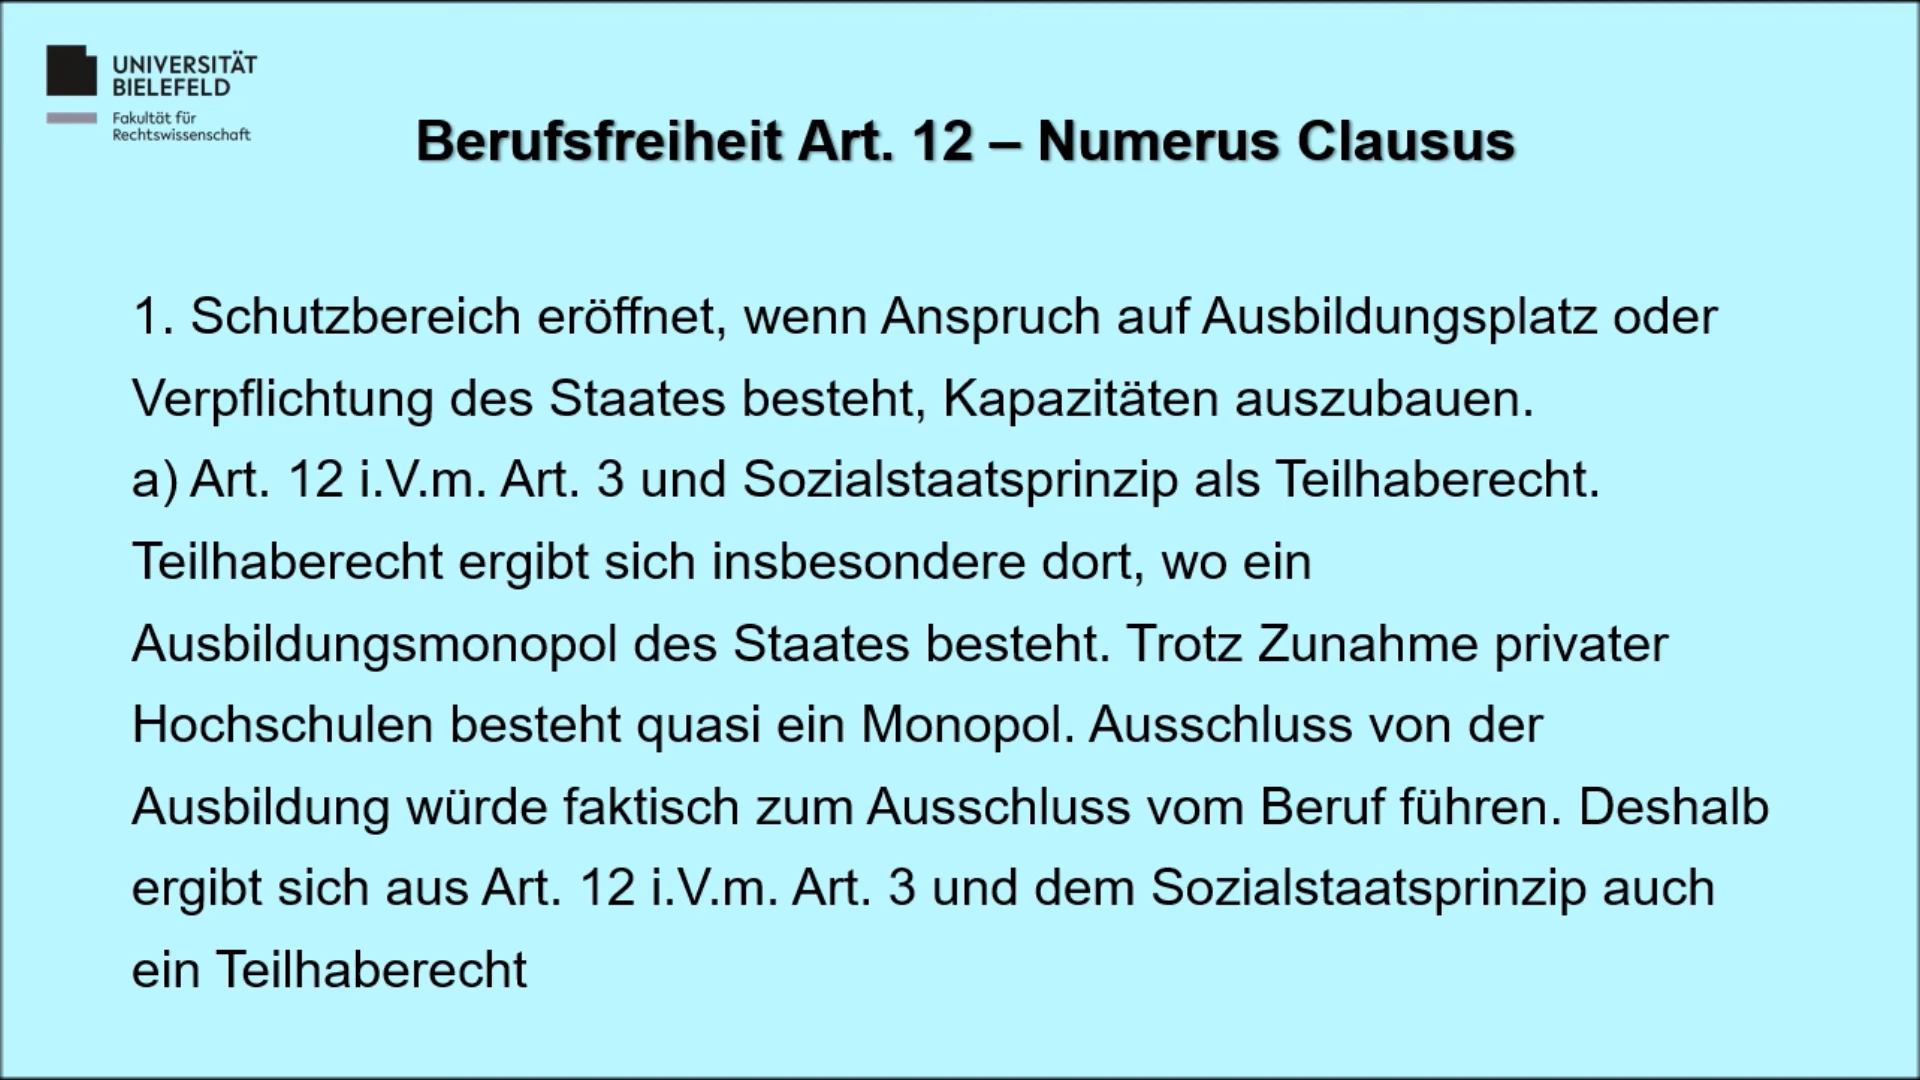 UNIVERSITÄT
BIELEFELD
Fakultät für
Rechtswissenschaft
Berufsfreiheit Art. 12 – Numerus Clausus
1. Schutzbereich eröffnet, wenn Anspruch auf Ausbildungsplatz oder
Verpflichtung des Staates besteht, Kapazitäten auszubauen.
a) Art. 12 i.V.m. Art. 3 und Sozialstaatsprinzip als Teilhaberecht.
Teilhaberecht ergibt sich insbesondere dort, wo ein
Ausbildungsmonopol des Staates besteht. Trotz Zunahme privater
Hochschulen besteht quasi ein Monopol. Ausschluss von der
Ausbildung würde faktisch zum Ausschluss vom Beruf führen. Deshalb
ergibt sich aus Art. 12 i.V.m. Art. 3 und dem Sozialstaatsprinzip auch
ein Teilhaberecht